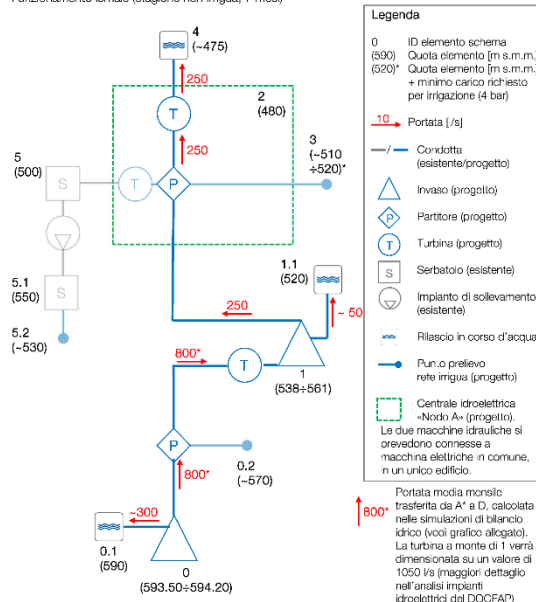 Funzionamento iemale (stagione non irrigua, 7 mesi)
4
(~475)
250
T
2
(480)
250
3
(~510
÷520)*
5
(500)
S
T
P
5.1
(550)
S
5.2
(~530)
1.1
(520)
250
~ 50
800*
T
1
(538÷561)
P
0.2
(~570)
800*
~300
0.1
(590)
0
(593.50÷594.20)
Legenda
0 ID elemento schema
(590) Quota elemento [m s.m.m.]
(520)* Quota elemento [m s.m.m.]
+ minimo carico richiesto
per irrigazione (4 bar)
10 Portata [l/s]
Condotta
(esistente/progetto)
Invaso (progetto)
P Partitore (progetto)
T Turbina (progetto)
S Serbatoio (esistente)
Impianto di sollevamento
(esistente)
Rilascio in corso d'acqua
Punto prelievo
rete irrigua (progetto)
Centrale idroelettrica
«Nodo A» (progetto).
Le due macchine idrauliche si
prevedono connesse a
macchina elettriche in comune,
in un unico edificio.
800*
Portata media mensile
trasferita da A* a D, calcolata
nelle simulazioni di bilancio
idrico (vedi grafico allegato).
La turbina a monte di 1 verrà
dimensionata su un valore di
1050 l/s (maggiori dettaglio
nell'analisi impianti
idroelettrici del DOCFAP)